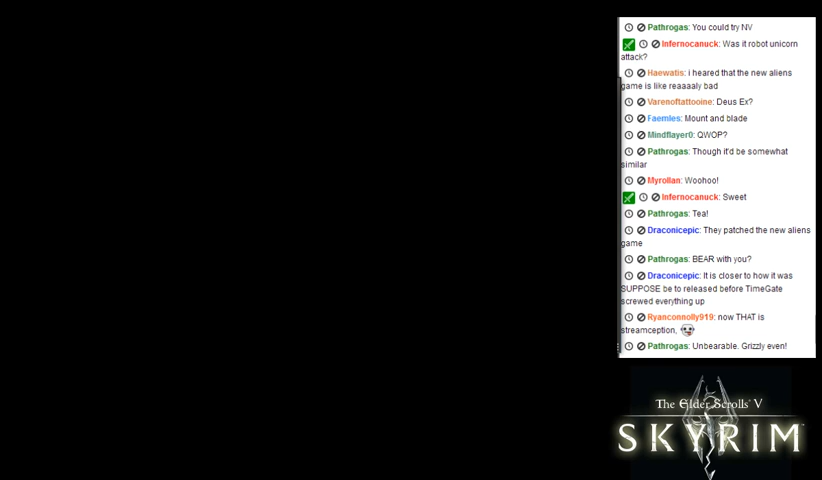 Pathrogas: You could try NV
Infernocanuck: Was it robot unicorn
attack?
Haewatis: i heared that the new aliens
game is like reaaaaly bad
Varenoftattooine: Deus Ex?
Faemles: Mount and blade
Mindflayer0: QWOP?
Pathrogas: Though it'd be somewhat
similar
Myrollan: Woohoo!
Infernocanuck: Sweet
Pathrogas: Tea!
Draconicepic: They patched the new aliens
game
Pathrogas: BEAR with you?
Draconicepic: It is closer to how it was
SUPPOSE be to released before TimeGate
screwed everything up
Ryanconnolly919: now THAT is
streamception,
Pathrogas: Unbearable. Grizzly even!
The Elder Scrolls V
SKYRIM